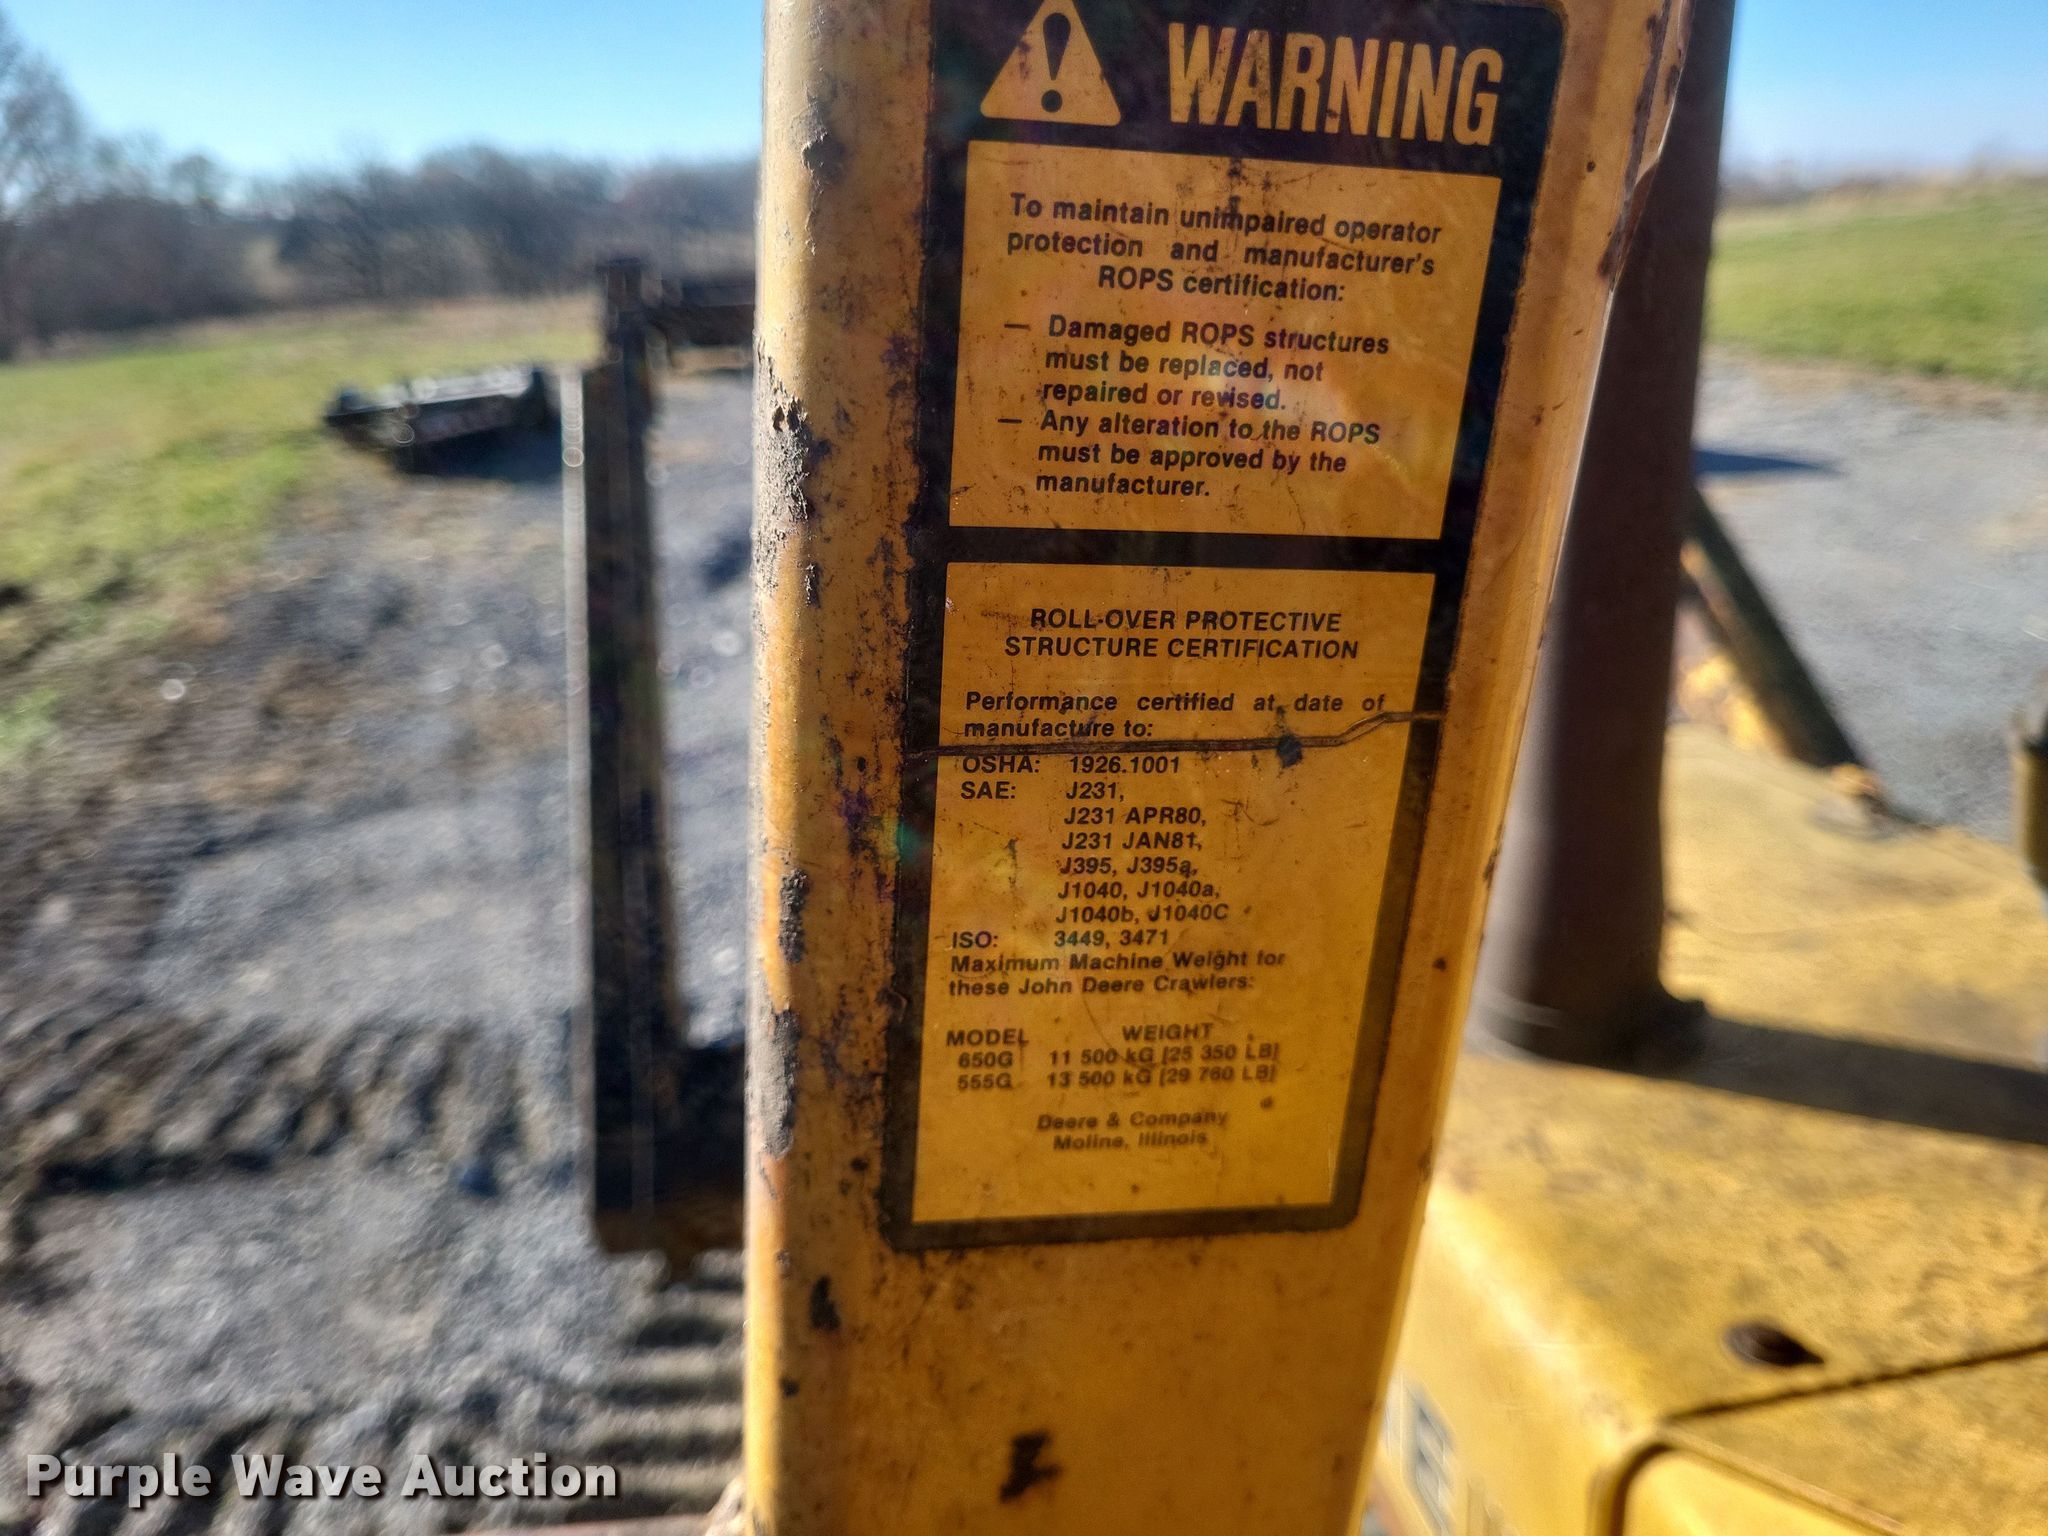 WARNING
To maintain unimpaired operator
protection and manufacturer's
ROPS certification:
— Damaged ROPS structures
must be replaced, not
repaired or revised.
— Any alteration to the ROPS
must be approved by the
manufacturer.
ROLL-OVER PROTECTIVE
STRUCTURE CERTIFICATION
Performance certified at date of
manufacture to:
OSHA: 1926.1001
SAE: J231,
J231 APR80,
J231 JAN81,
J395, J395a,
J1040, J1040a,
J1040b, J1040C
ISO: 3449, 3471
Maximum Machine Weight for
these John Deere Crawlers:
MODEL WEIGHT
650G 11 500 kG [25 350 LB]
555G 13 500 kG [29 760 LB]
Deere & Company
Moline, Illinois
Purple Wave Auction